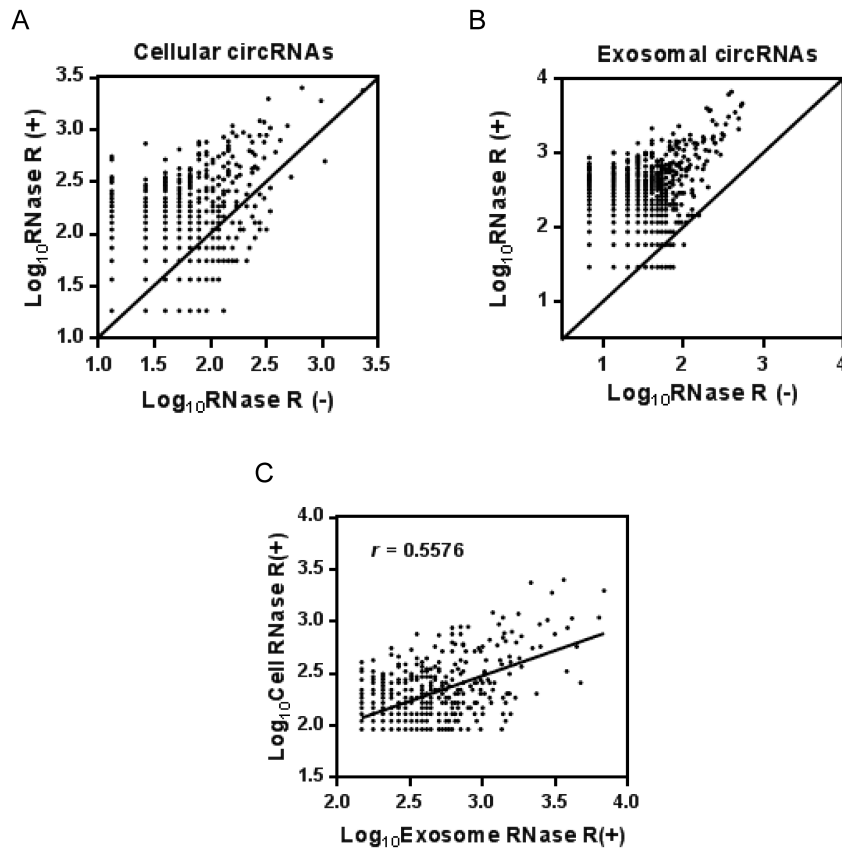 A
Cellular circRNAs
3.5
3.0
2.5
2.0
1.5
1.0
Log₁₀RNase R (+)
1.0 1.5 2.0 2.5 3.0 3.5
Log₁₀RNase R (-)
B
Exosomal circRNAs
4
3
2
1
Log₁₀RNase R (+)
1 2 3 4
Log₁₀RNase R (-)
C
4.0
3.5
3.0
2.5
2.0
1.5
Log₁₀Cell RNase R(+)
r = 0.5576
2.0 2.5 3.0 3.5 4.0
Log₁₀Exosome RNase R(+)